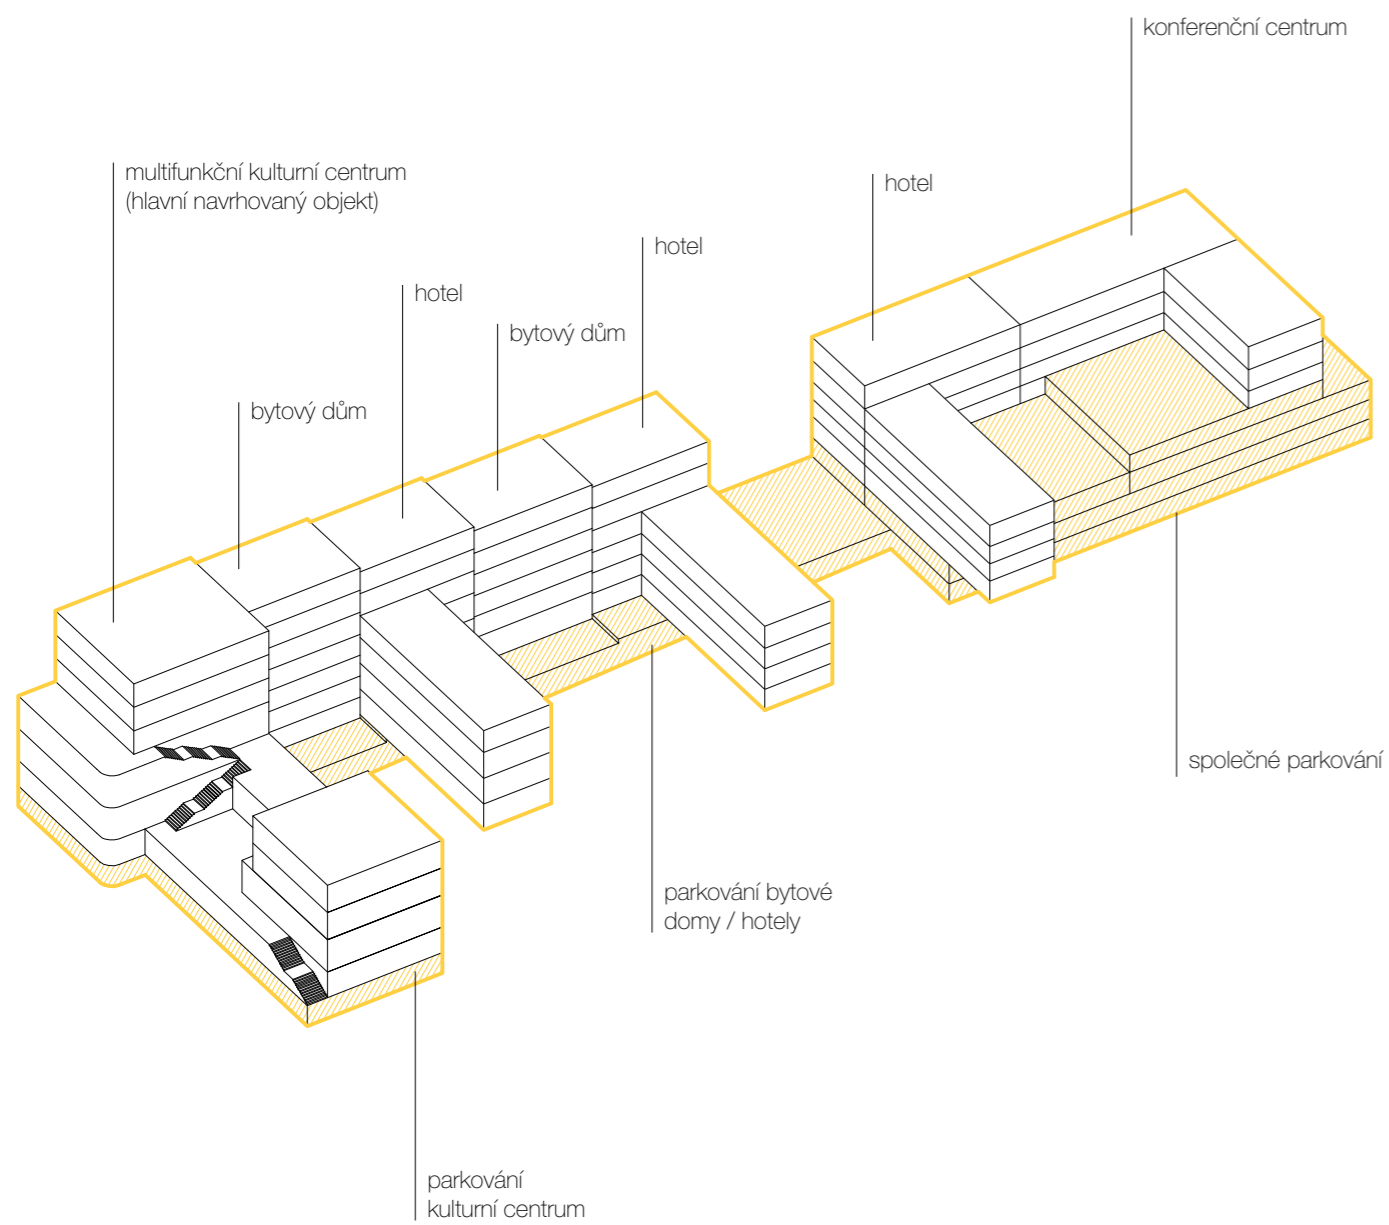 konferenční centrum
multifunkční kulturní centrum
(hlavní navrhovaný objekt)
hotel
hotel
hotel
bytový dům
bytový dům
společné parkování
parkování bytové
domy / hotely
parkování
kulturní centrum